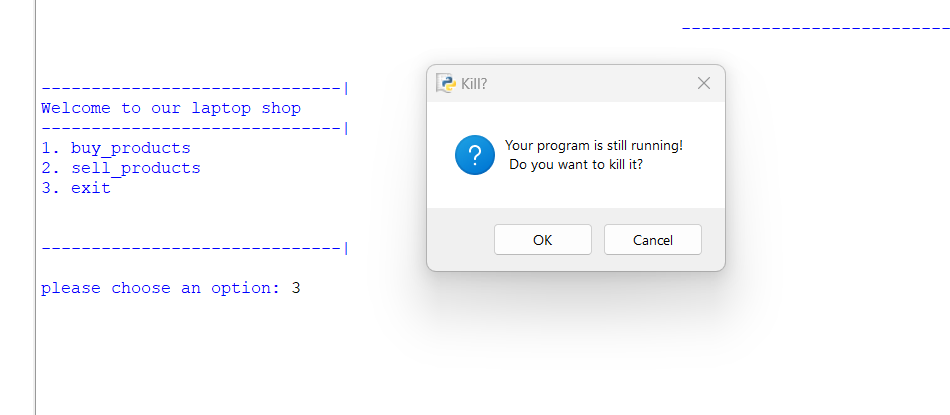 ----------------------------
------------------------------|
Welcome to our laptop shop
------------------------------|
1. buy_products
2. sell_products
3. exit
------------------------------|
please choose an option: 3
Kill?
Your program is still running!
Do you want to kill it?
OK
Cancel